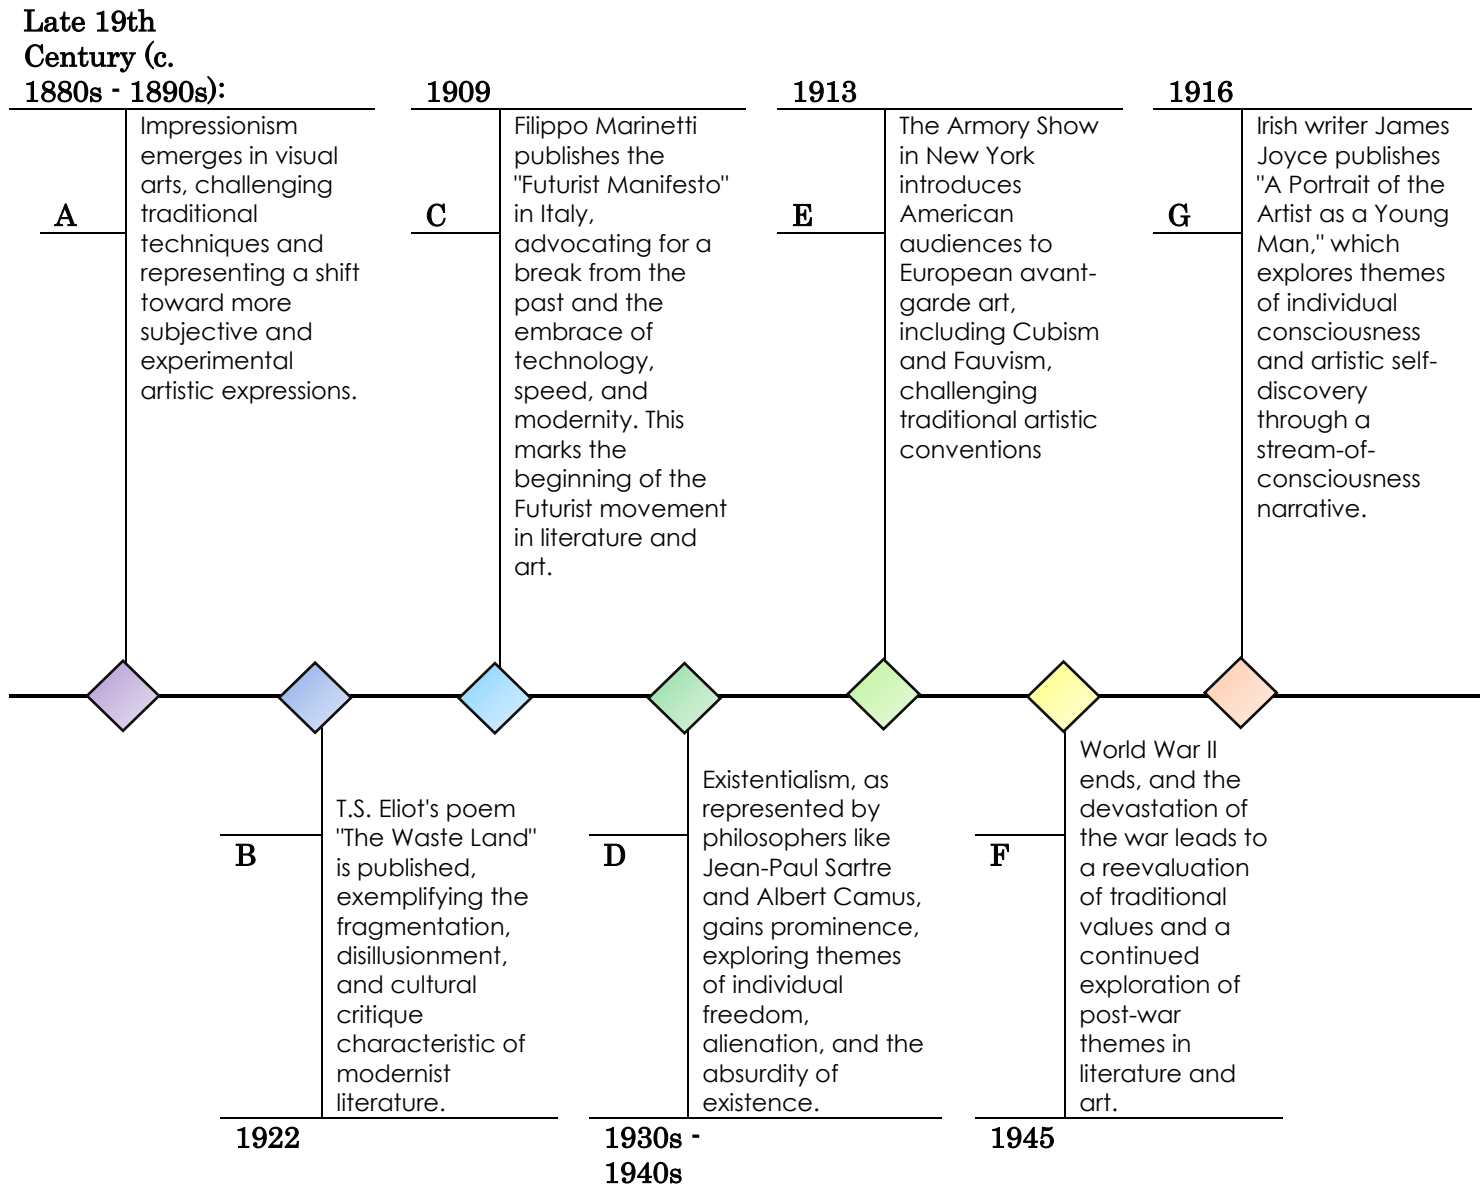 Late 19th
Century (c.
1880s - 1890s):
A
Impressionism
emerges in visual
arts, challenging
traditional
techniques and
representing a shift
toward more
subjective and
experimental
artistic expressions.
1909
C
Filippo Marinetti
publishes the
"Futurist Manifesto"
in Italy,
advocating for a
break from the
past and the
embrace of
technology,
speed, and
modernity. This
marks the
beginning of the
Futurist movement
in literature and
art.
1913
E
The Armory Show
in New York
introduces
American
audiences to
European avant-
garde art,
including Cubism
and Fauvism,
challenging
traditional artistic
conventions
1916
G
Irish writer James
Joyce publishes
"A Portrait of the
Artist as a Young
Man," which
explores themes
of individual
consciousness
and artistic self-
discovery
through a
stream-of-
consciousness
narrative.
B
T.S. Eliot's poem
"The Waste Land"
is published,
exemplifying the
fragmentation,
disillusionment,
and cultural
critique
characteristic of
modernist
literature.
1922
D
Existentialism, as
represented by
philosophers like
Jean-Paul Sartre
and Albert Camus,
gains prominence,
exploring themes
of individual
freedom,
alienation, and the
absurdity of
existence.
1930s -
1940s
F
World War II
ends, and the
devastation of
the war leads to
a reevaluation
of traditional
values and a
continued
exploration of
post-war
themes in
literature and
art.
1945